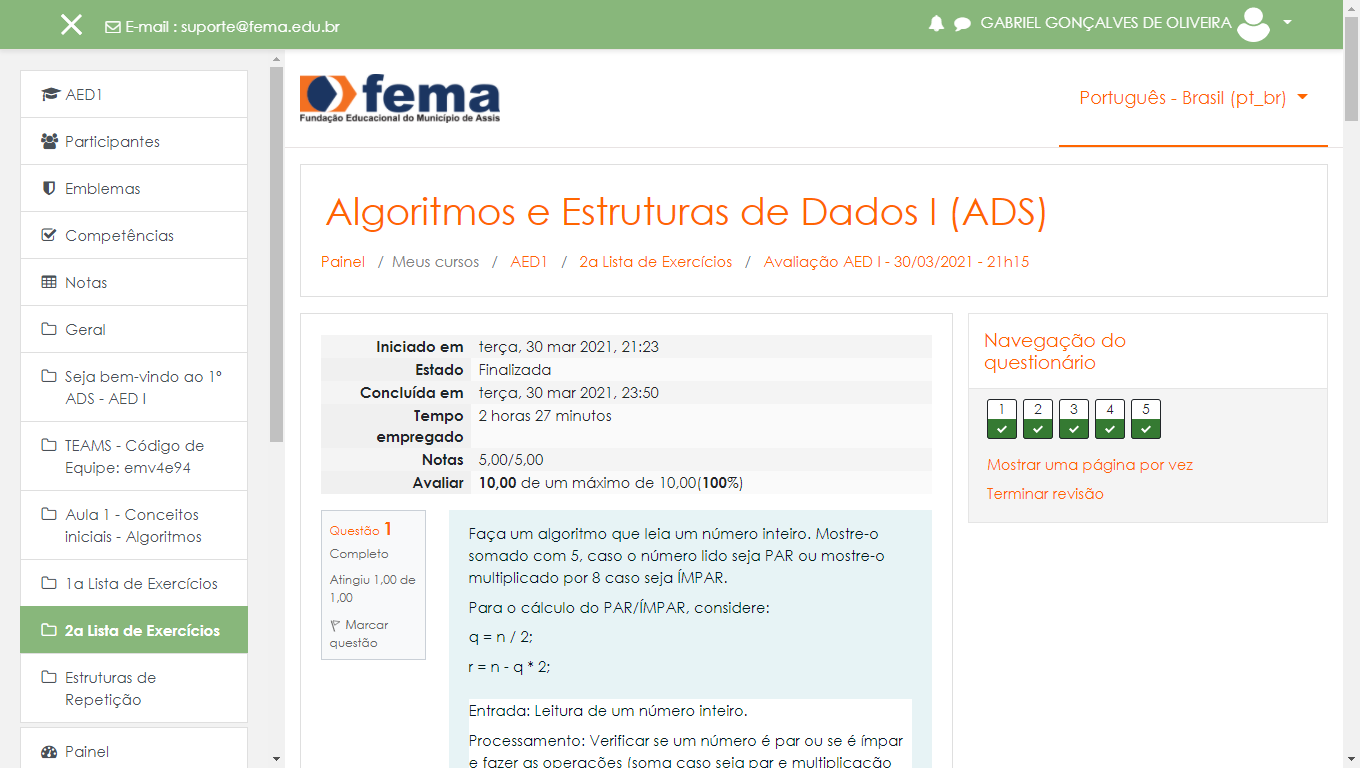 E-mail : suporte@fema.edu.br
GABRIEL GONÇALVES DE OLIVEIRA
AED1
Participantes
Emblemas
Competências
Notas
Geral
Seja bem-vindo ao 1º
ADS - AED I
TEAMS - Código de
Equipe: emv4e94
Aula 1 - Conceitos
iniciais - Algoritmos
1a Lista de Exercícios
2a Lista de Exercícios
Estruturas de
Repetição
Painel
fema
Fundação Educacional do Município de Assis
Português - Brasil (pt_br)
Algoritmos e Estruturas de Dados I (ADS)
Painel / Meus cursos / AED1 / 2a Lista de Exercícios / Avaliação AED I - 30/03/2021 - 21h15
Iniciado em terça, 30 mar 2021, 21:23
Estado Finalizada
Concluída em terça, 30 mar 2021, 23:50
Tempo 2 horas 27 minutos
empregado
Notas 5,00/5,00
Avaliar 10,00 de um máximo de 10,00(100%)
Questão 1
Completo
Atingiu 1,00 de
1,00
Marcar
questão
Faça um algoritmo que leia um número inteiro. Mostre-o
somado com 5, caso o número lido seja PAR ou mostre-o
multiplicado por 8 caso seja ÍMPAR.
Para o cálculo do PAR/ÍMPAR, considere:
q = n / 2;
r = n - q * 2;
Entrada: Leitura de um número inteiro.
Processamento: Verificar se um número é par ou se é ímpar
e fazer as operações (soma caso seja par e multiplicação
Navegação do
questionário
1 2 3 4 5
Mostrar uma página por vez
Terminar revisão